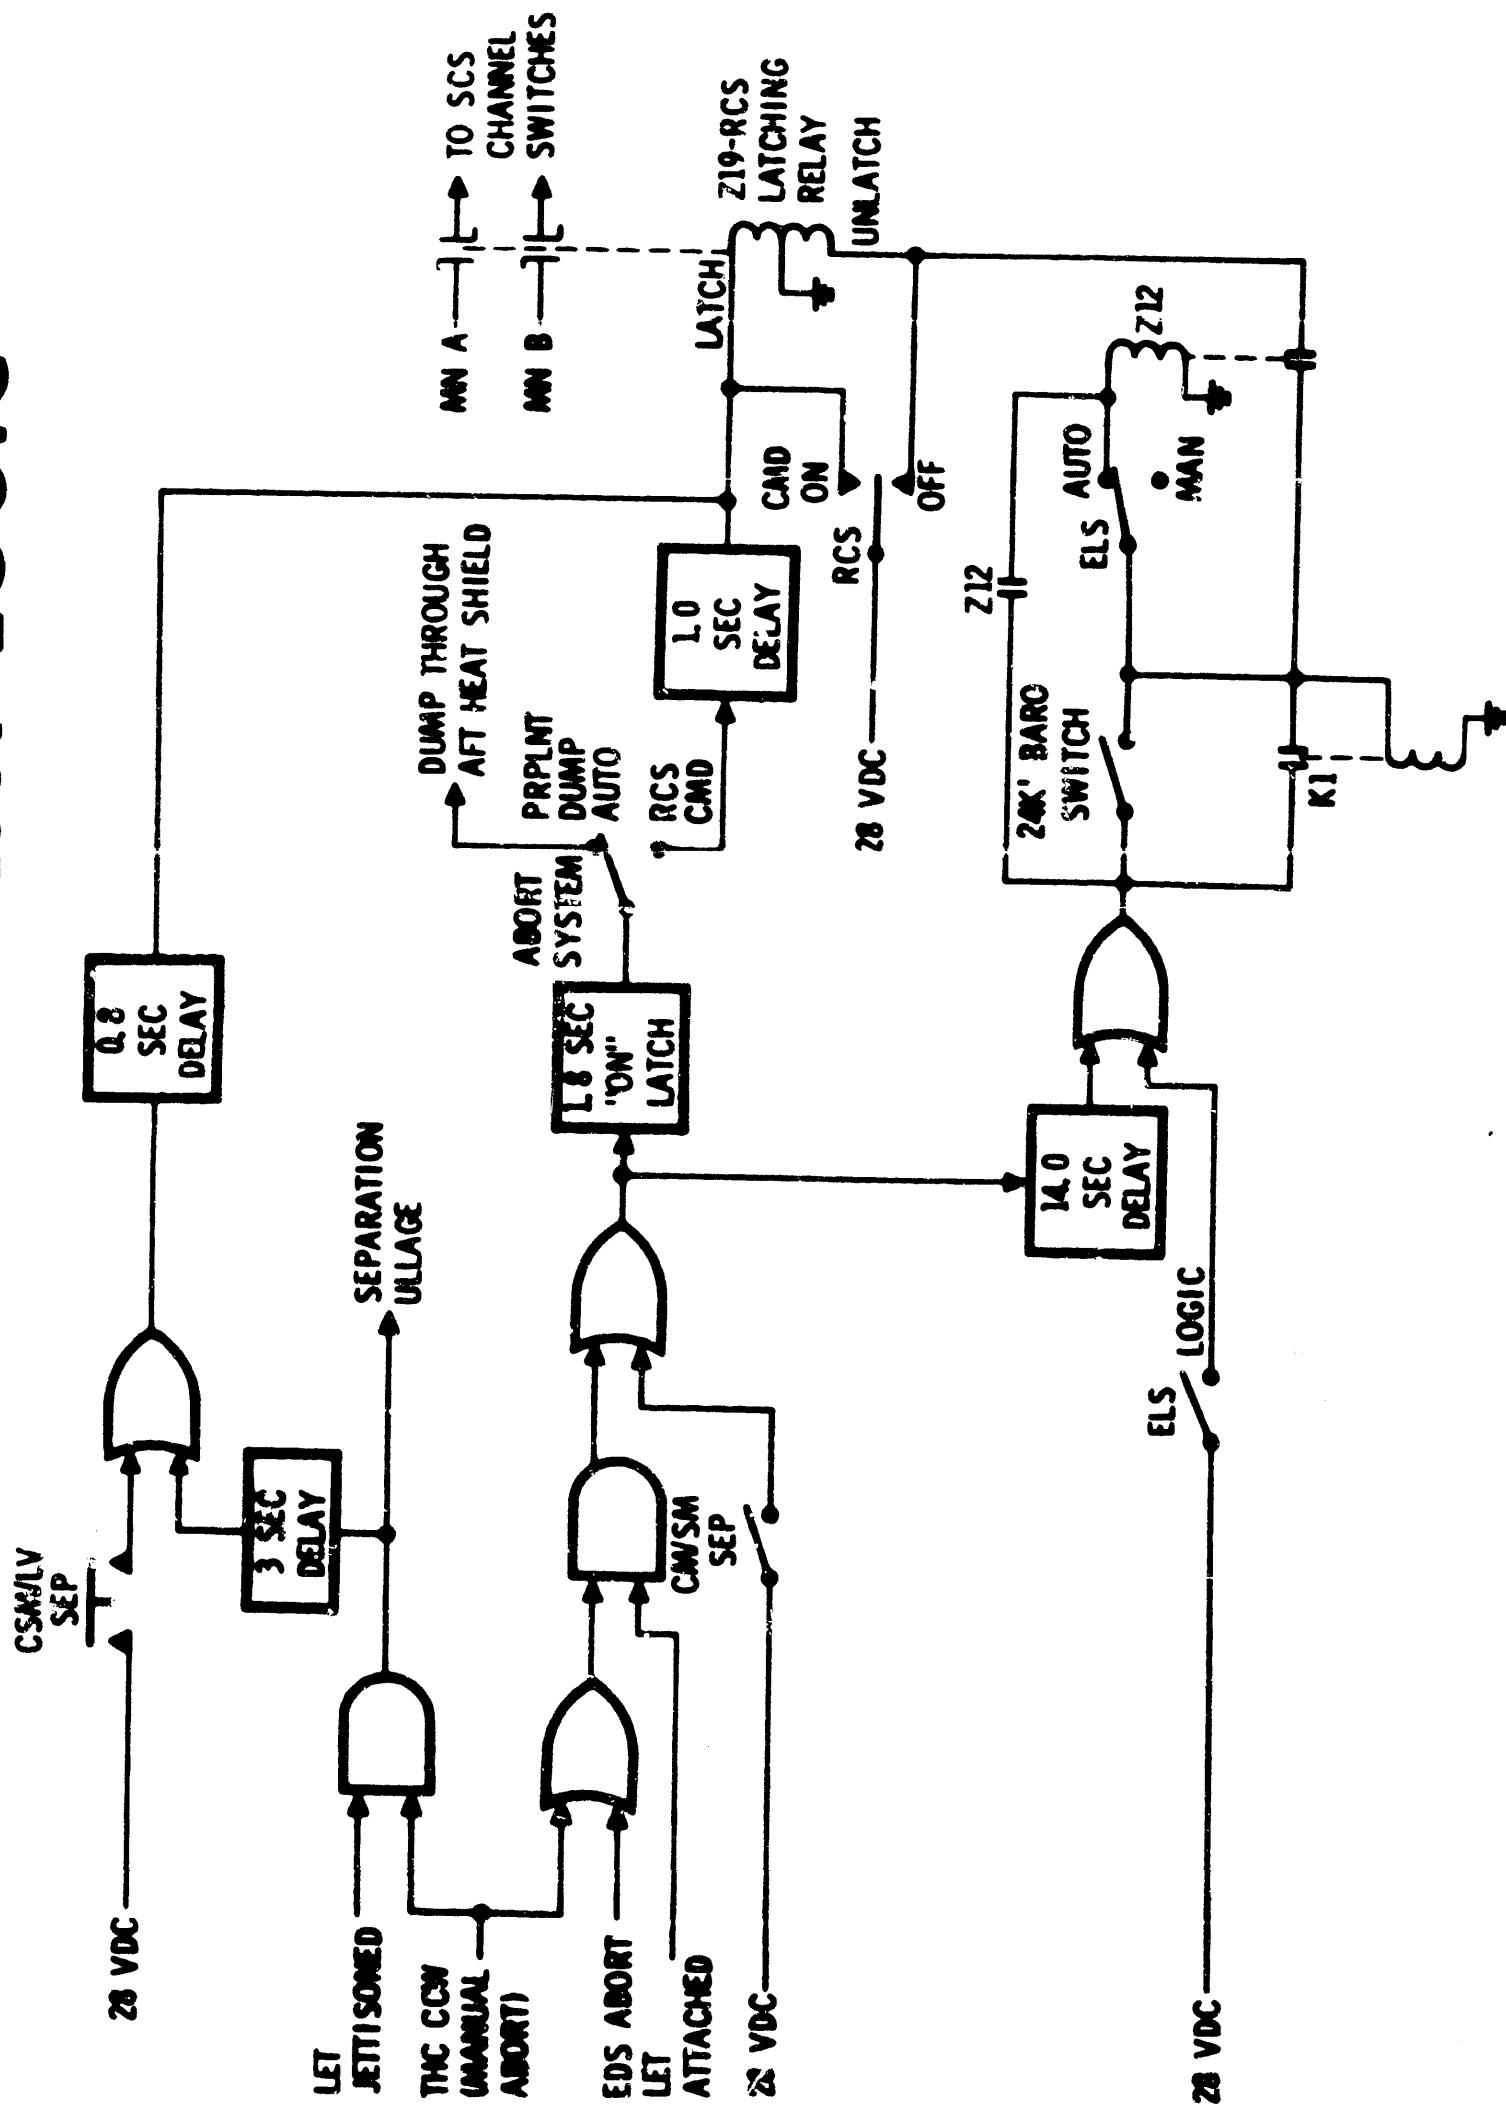 CSM/LV
SEP
28 VDC
0.8
SEC
DELAY
3 SEC
DELAY
SEPARATION
ULLAGE
LET
JETTISONED
THC CCW
(MANUAL
ABORT)
EDS ABORT
LET
ATTACHED
28 VDC
CM/SM
SEP
1.8 SEC
"ON"
LATCH
ABORT
SYSTEM
PRPLNT
DUMP
AUTO
RCS
CMD
DUMP THROUGH
AFT HEAT SHIELD
1.0
SEC
DELAY
MN A
MN B
TO SCS
CHANNEL
SWITCHES
LATCH
Z19-RCS
LATCHING
RELAY
UNLATCH
CMD
ON
RCS
OFF
28 VDC
14.0
SEC
DELAY
28 VDC
ELS
LOGIC
24K' BARO
SWITCH
Z12
ELS
AUTO
MAN
Z12
K1